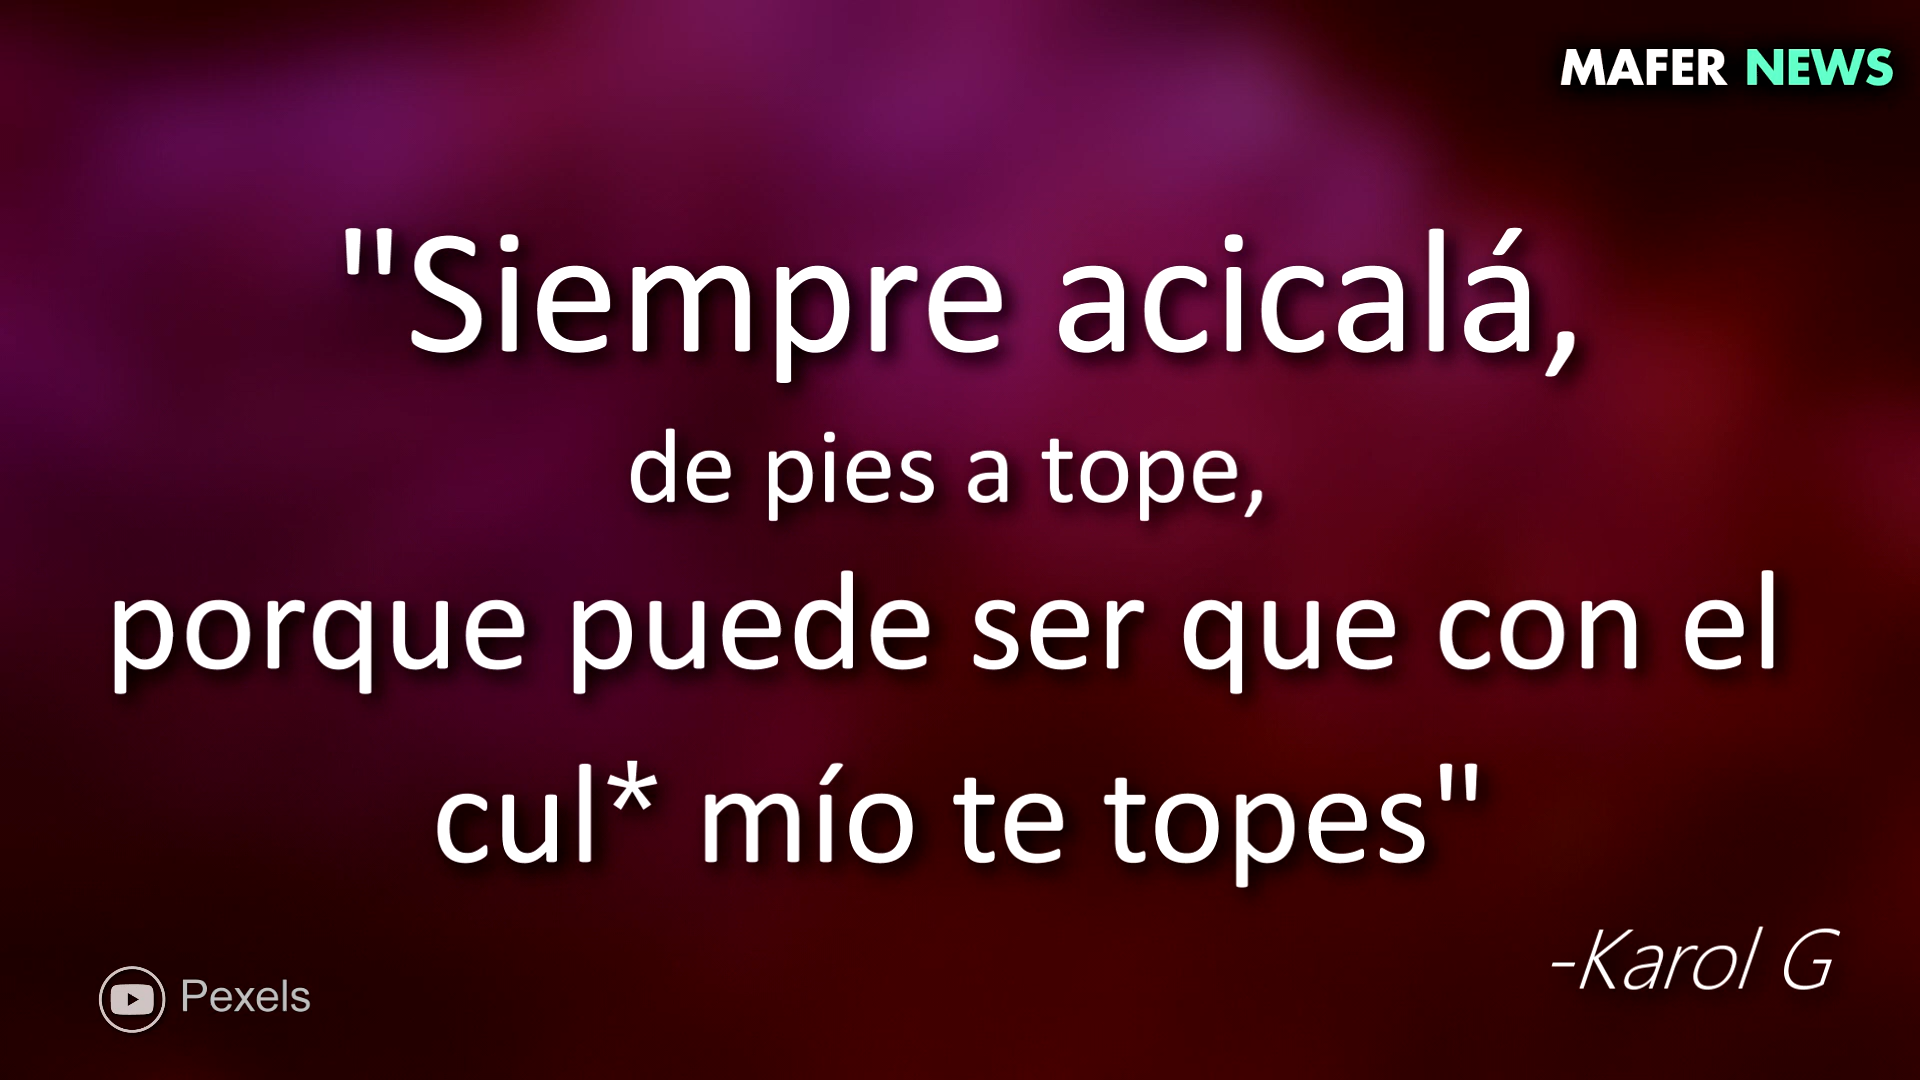 MAFER NEWS
"Siempre acicalá,
de pies a tope,
porque puede ser que con el
cul* mío te topes"
-Karol G
Pexels